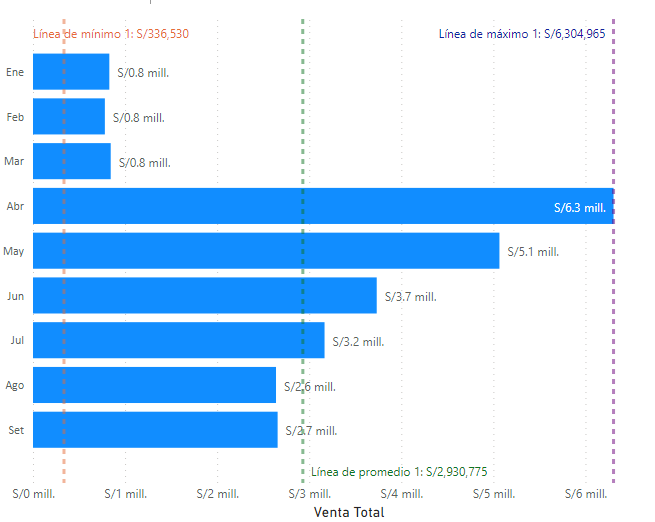 Línea de mínimo 1: S/336,530
Línea de máximo 1: S/6,304,965
Ene S/0.8 mill.
Feb S/0.8 mill.
Mar S/0.8 mill.
Abr S/6.3 mill.
May S/5.1 mill.
Jun S/3.7 mill.
Jul S/3.2 mill.
Ago S/2.6 mill.
Set S/2.7 mill.
Línea de promedio 1: S/2,930,775
S/0 mill. S/1 mill. S/2 mill. S/3 mill. S/4 mill. S/5 mill. S/6 mill.
Venta Total